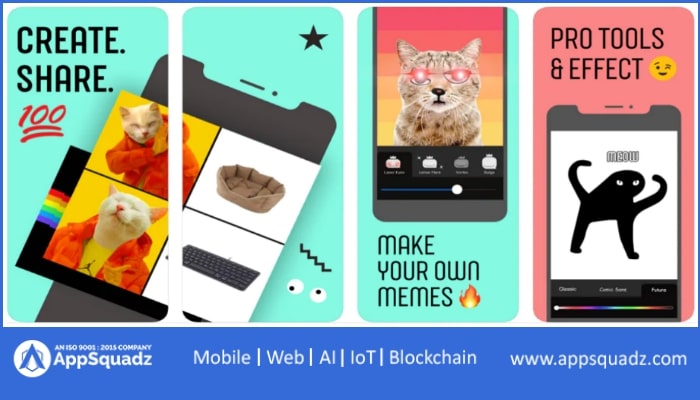 CREATE.
SHARE.
100
MAKE
YOUR OWN
MEMES
PRO TOOLS
& EFFECT
MEOW
Classic
Comic Sans
Future
AN ISO 9001 : 2015 COMPANY
AppSquadz
Mobile | Web | AI | IoT | Blockchain
www.appsquadz.com